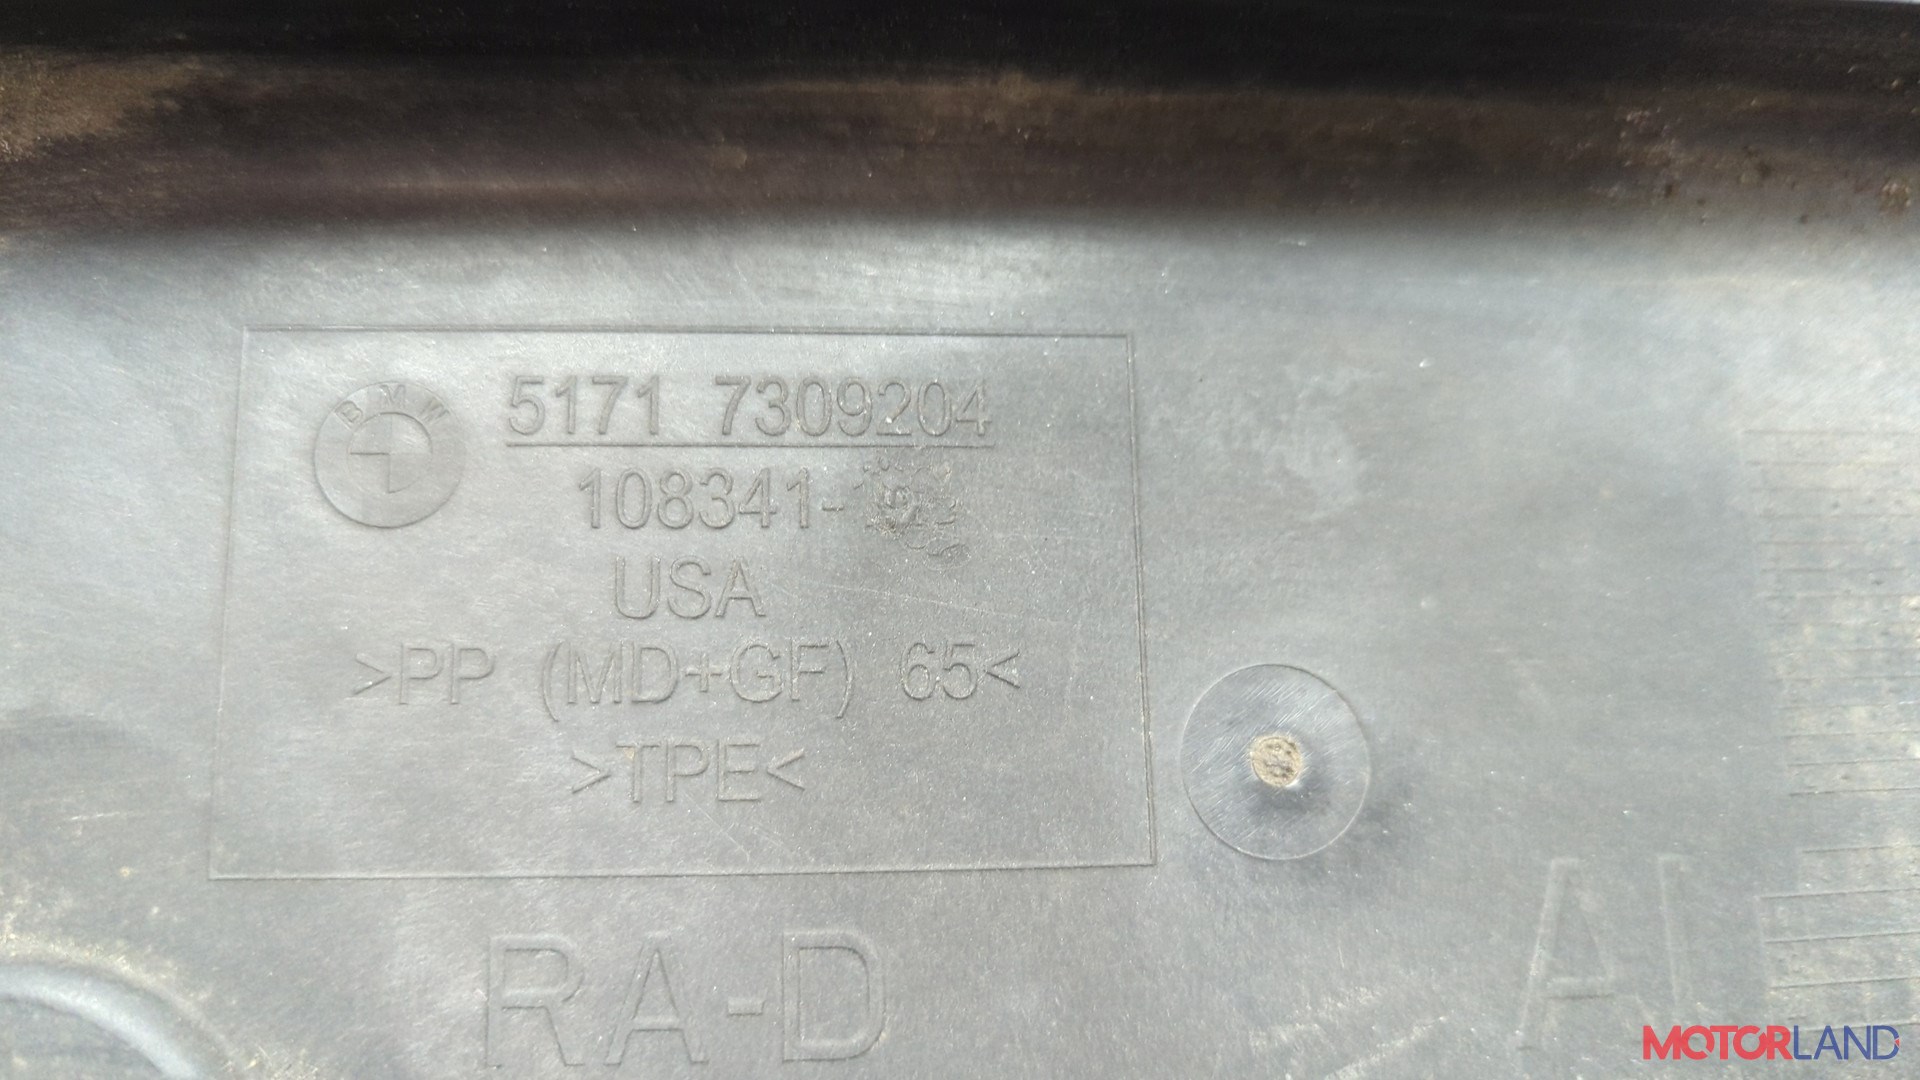 BMW
5171 7309204
108341-
USA
>PP (MD+GF) 65<
>TPE<
RA-D
MOTORLAND